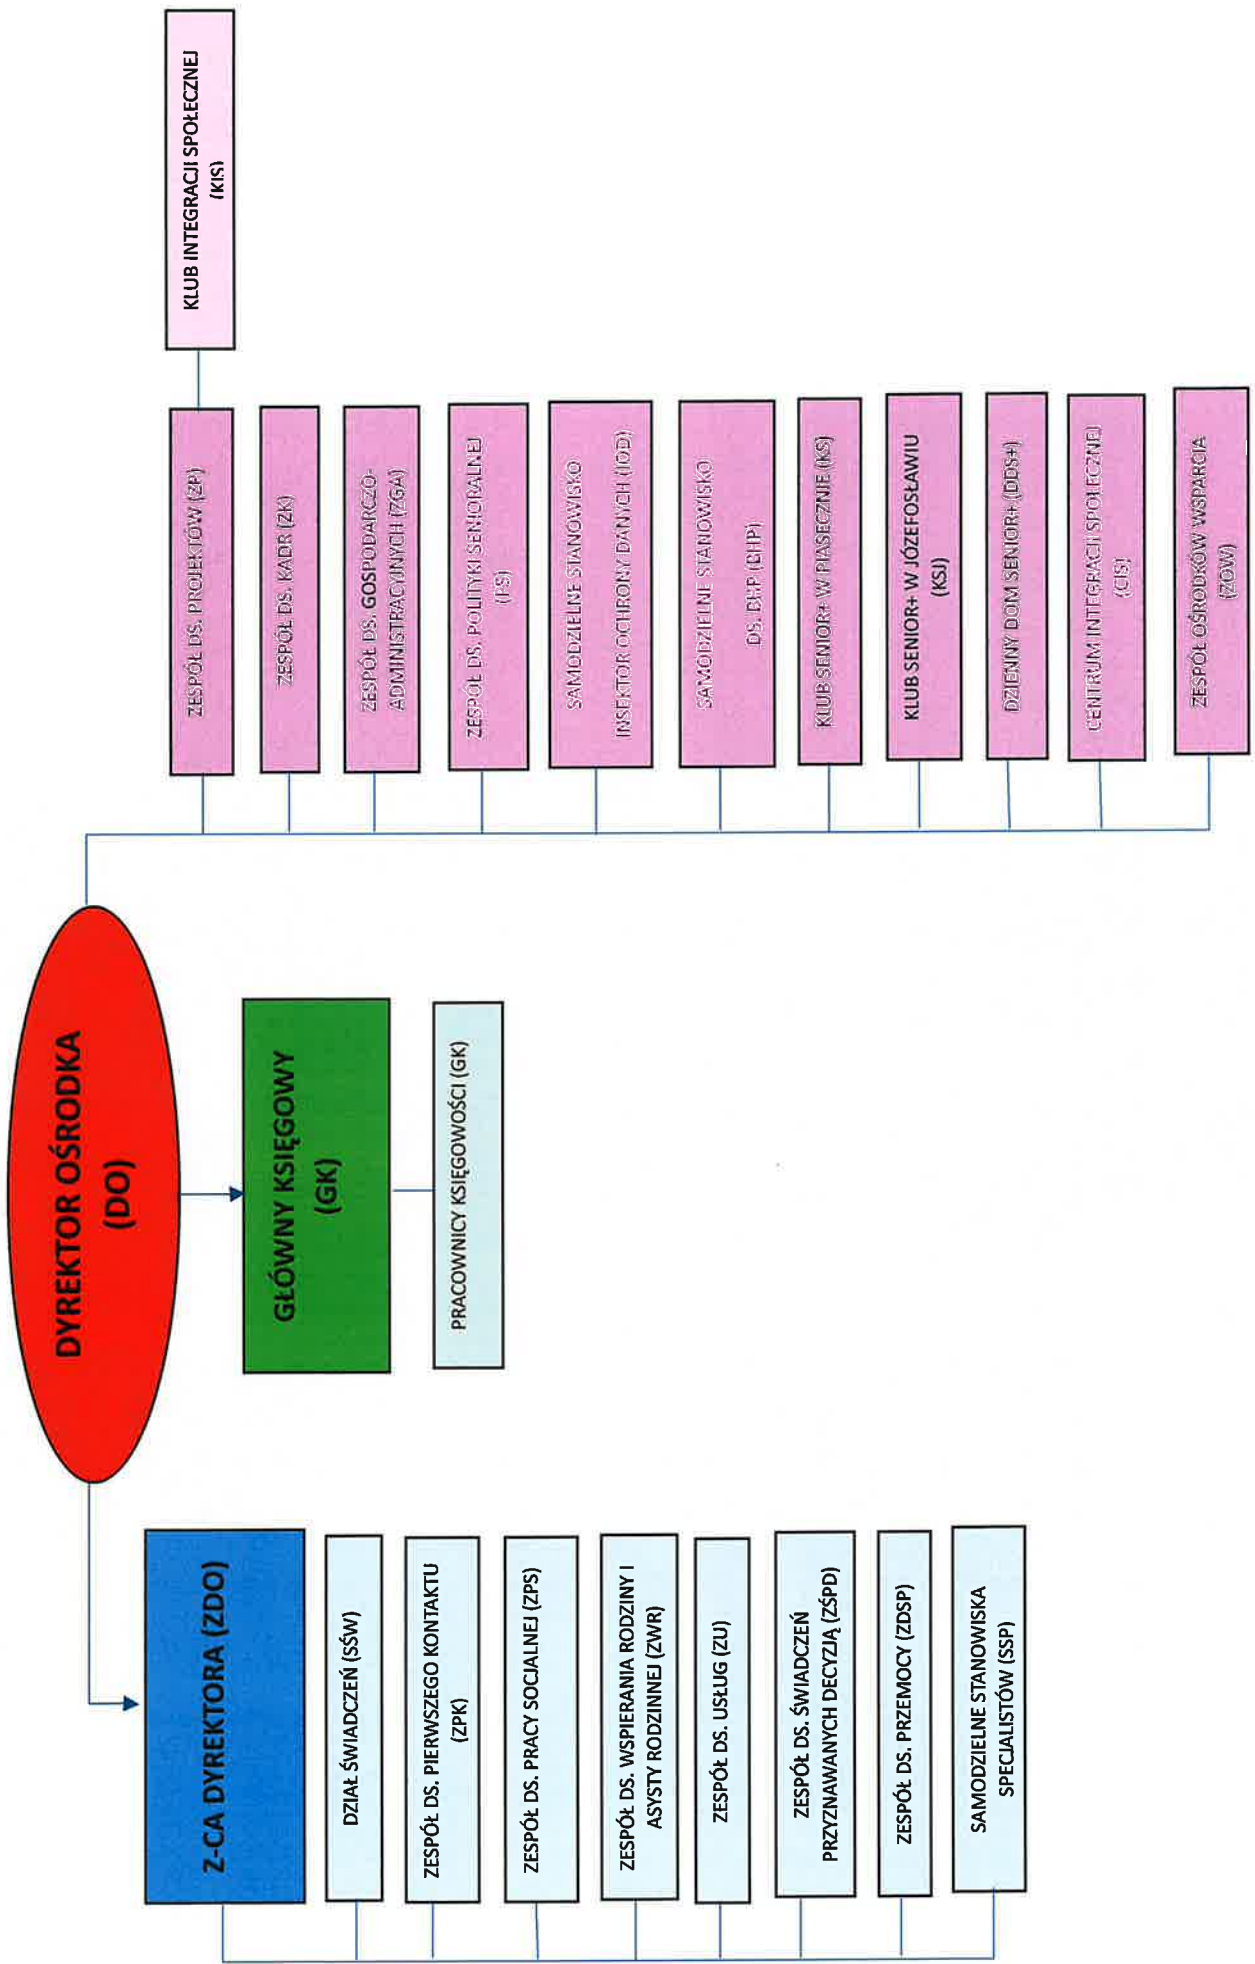 DYREKTOR OŚRODKA
(DO)
Z-CA DYREKTORA (ZDO)
DZIAŁ ŚWIADCZEŃ (SŚW)
ZESPÓŁ DS. PIERWSZEGO KONTAKTU
(ZPK)
ZESPÓŁ DS. PRACY SOCJALNEJ (ZPS)
ZESPÓŁ DS. WSPIERANIA RODZINY I
ASYSTY RODZINNEJ (ZWR)
ZESPÓŁ DS. USŁUG (ZU)
ZESPÓŁ DS. ŚWIADCZEŃ
PRZYZNAWANYCH DECYZJĄ (ZŚPD)
ZESPÓŁ DS. PRZEMOCY (ZDSP)
SAMODZIELNE STANOWISKA
SPECJALISTÓW (SSP)
GŁÓWNY KSIĘGOWY
(GK)
PRACOWNICY KSIĘGOWOŚCI (GK)
ZESPÓŁ DS. PROJEKTÓW (ZP)
ZESPÓŁ DS. KADR (ZK)
ZESPÓŁ DS. GOSPODARCZO-
ADMINISTRACYJNYCH (ZGA)
ZESPÓŁ DS. POLITYKI SENIORALNEJ
(PS)
SAMODZIELNE STANOWISKO
INSEKTOR OCHRONY DANYCH (IOD)
SAMODZIELNE STANOWISKO
DS. BHP (BHP)
KLUB SENIOR+ W PIASECZNIE (KS)
KLUB SENIOR+ W JÓZEFOSŁAWIU
(KSJ)
DZIENNY DOM SENIOR+ (DDS+)
CENTRUM INTEGRACJI SPOŁECZNEJ
(CIS)
ZESPÓŁ OŚRODKÓW WSPARCIA
(ZOW)
KLUB INTEGRACJI SPOŁECZNEJ
(KIS)